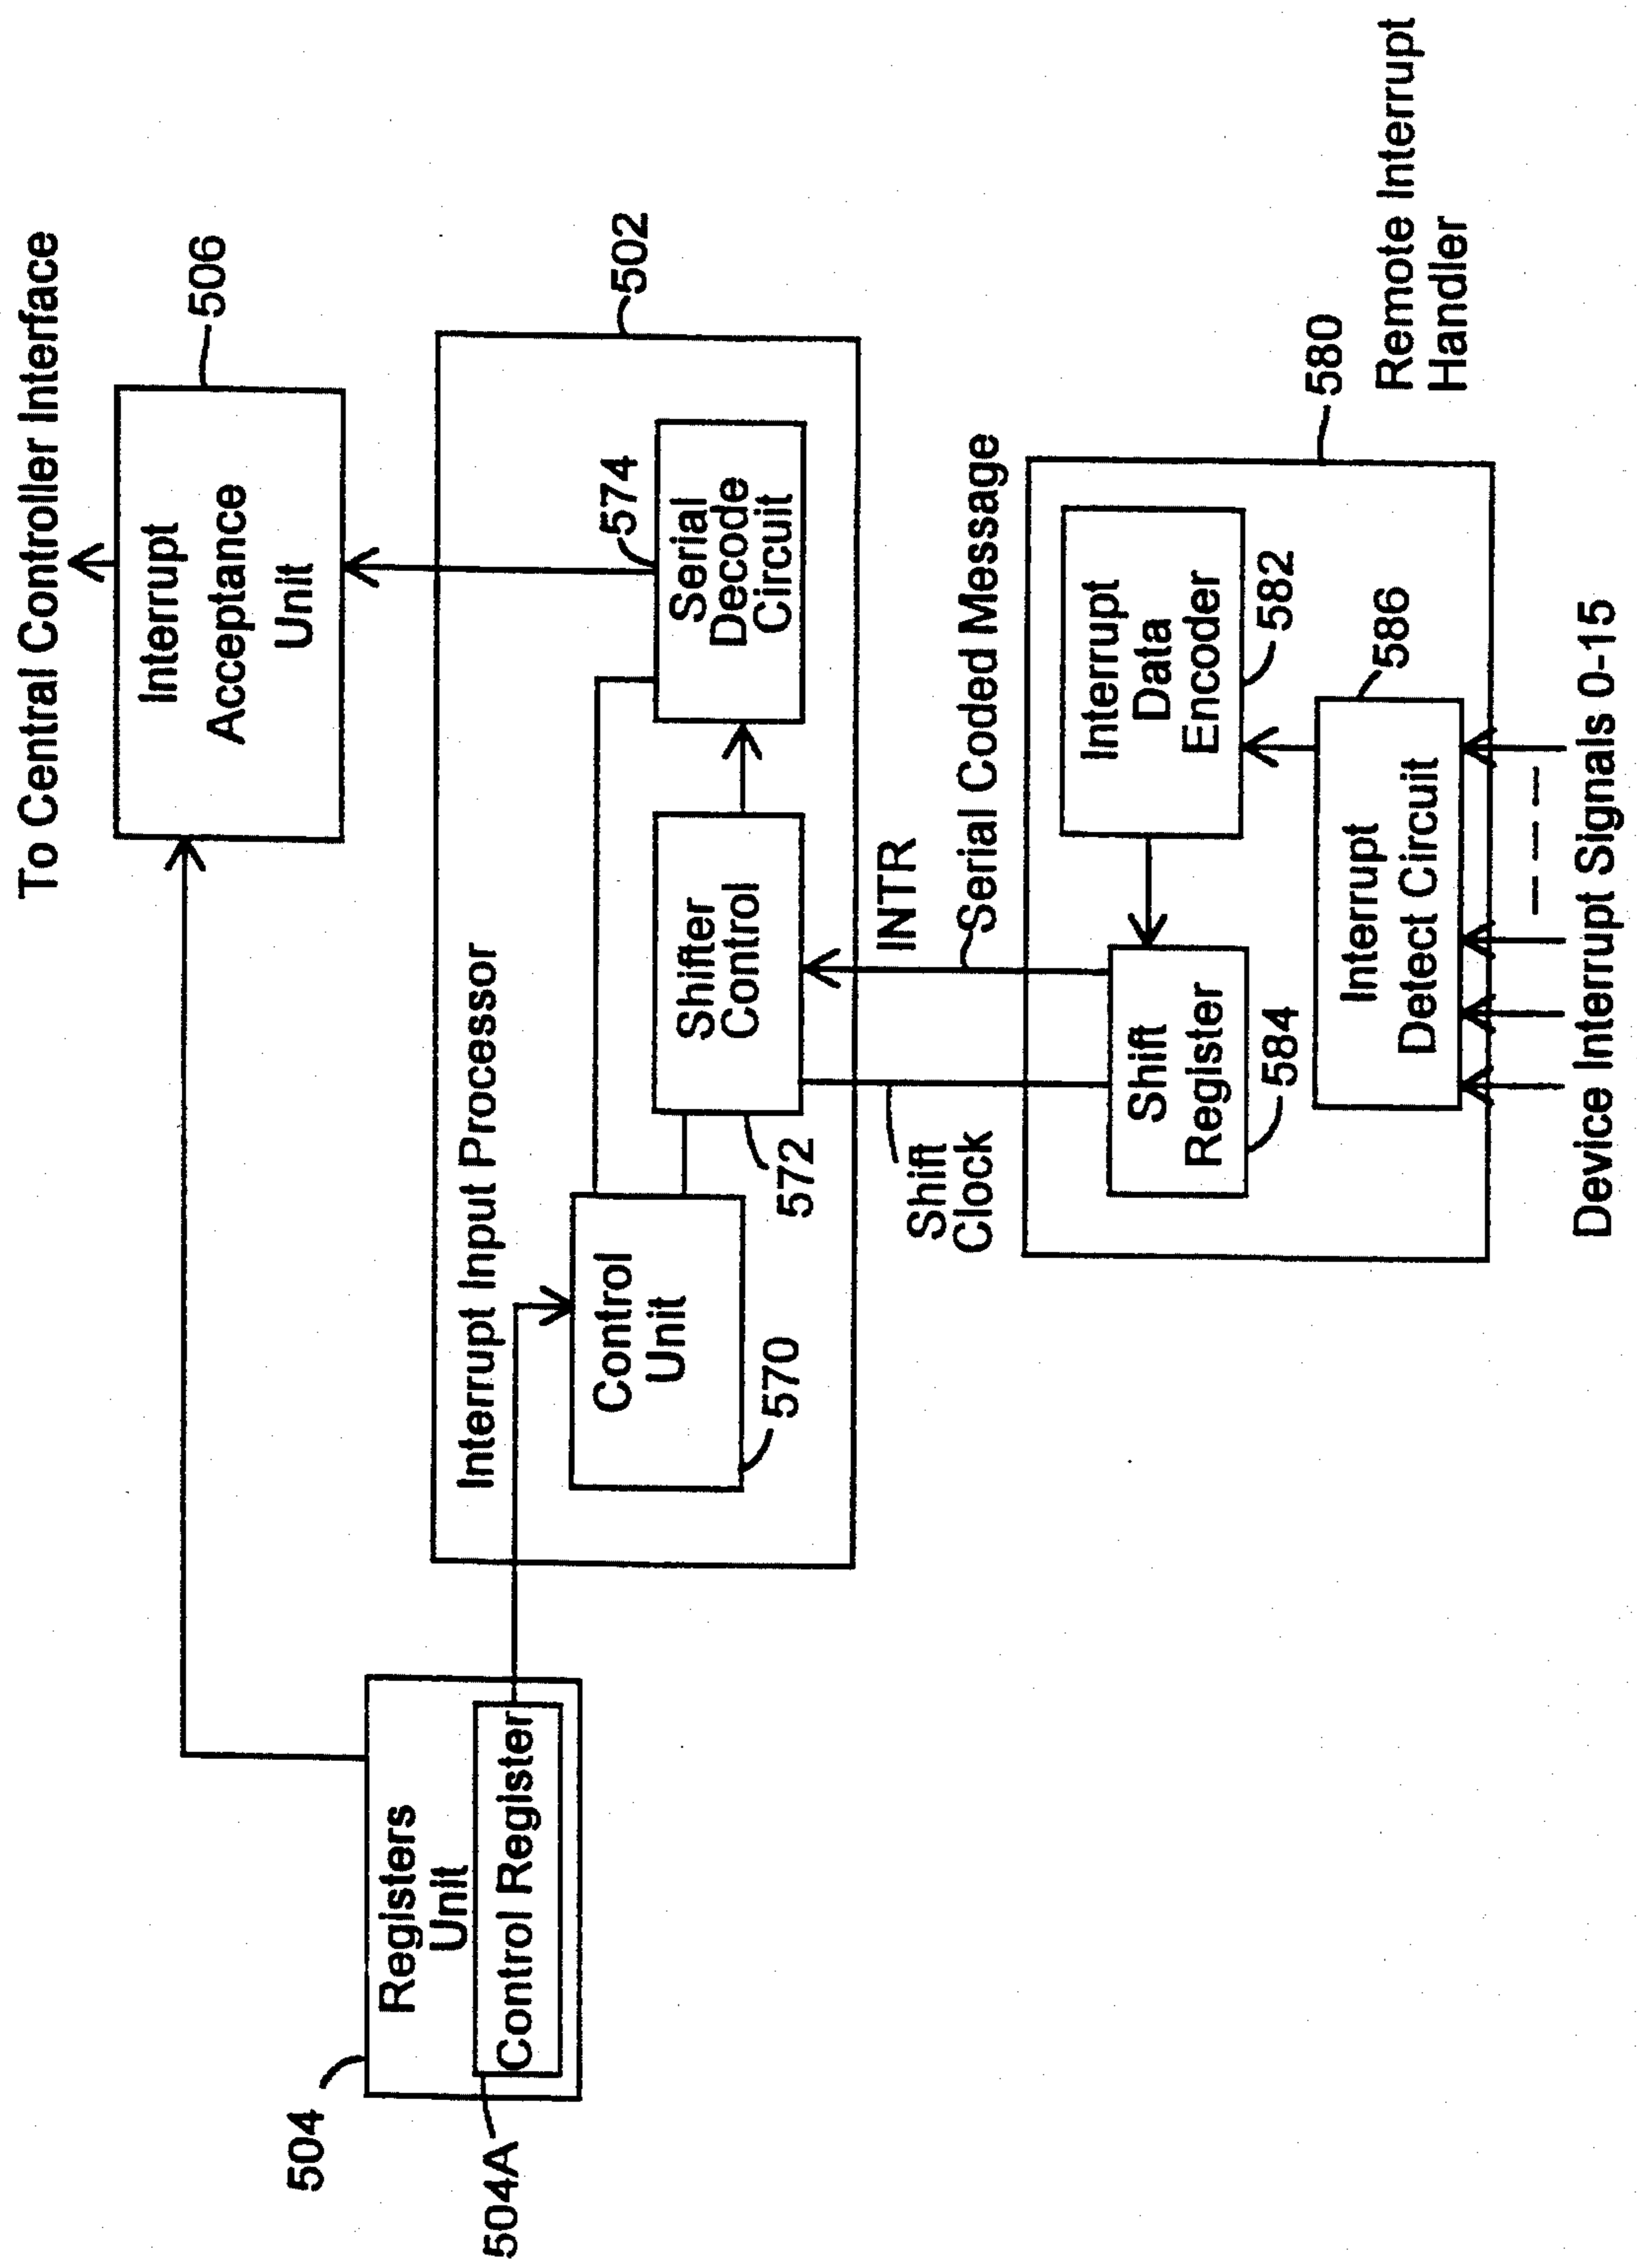 To Central Controller Interface
506
Interrupt
Acceptance
Unit
504
Registers
Unit
Control Register
504A
Interrupt Input Processor
502
Control
Unit
570
Shifter
Control
572
574
Serial
Decode
Circuit
INTR
Shift
Clock
Serial Coded Message
580
Remote Interrupt
Handler
Shift
Register
584
Interrupt
Data
Encoder
582
Interrupt
Detect Circuit
586
Device Interrupt Signals 0-15